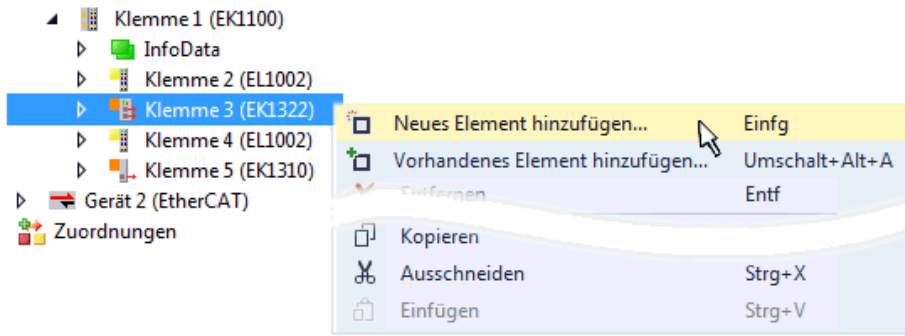 Klemme 1 (EK1100)
InfoData
Klemme 2 (EL1002)
Klemme 3 (EK1322)
Klemme 4 (EL1002)
Klemme 5 (EK1310)
Gerät 2 (EtherCAT)
Zuordnungen
Neues Element hinzufügen... Einfg
Vorhandenes Element hinzufügen... Umschalt+Alt+A
Entfernen Entf
Kopieren
Ausschneiden Strg+X
Einfügen Strg+V